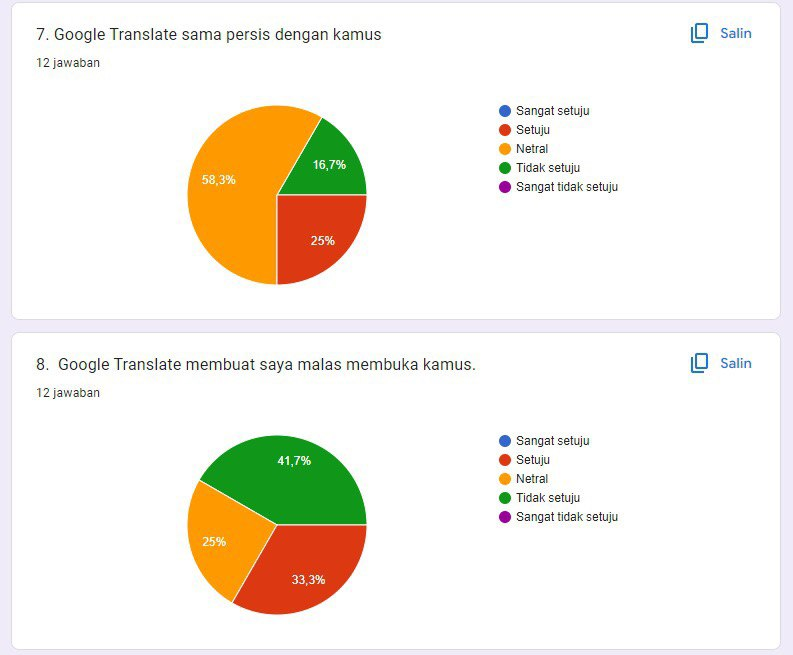 7. Google Translate sama persis dengan kamus
Salin
12 jawaban
58,3%
16,7%
25%
Sangat setuju
Setuju
Netral
Tidak setuju
Sangat tidak setuju
8. Google Translate membuat saya malas membuka kamus.
Salin
12 jawaban
41,7%
25%
33,3%
Sangat setuju
Setuju
Netral
Tidak setuju
Sangat tidak setuju